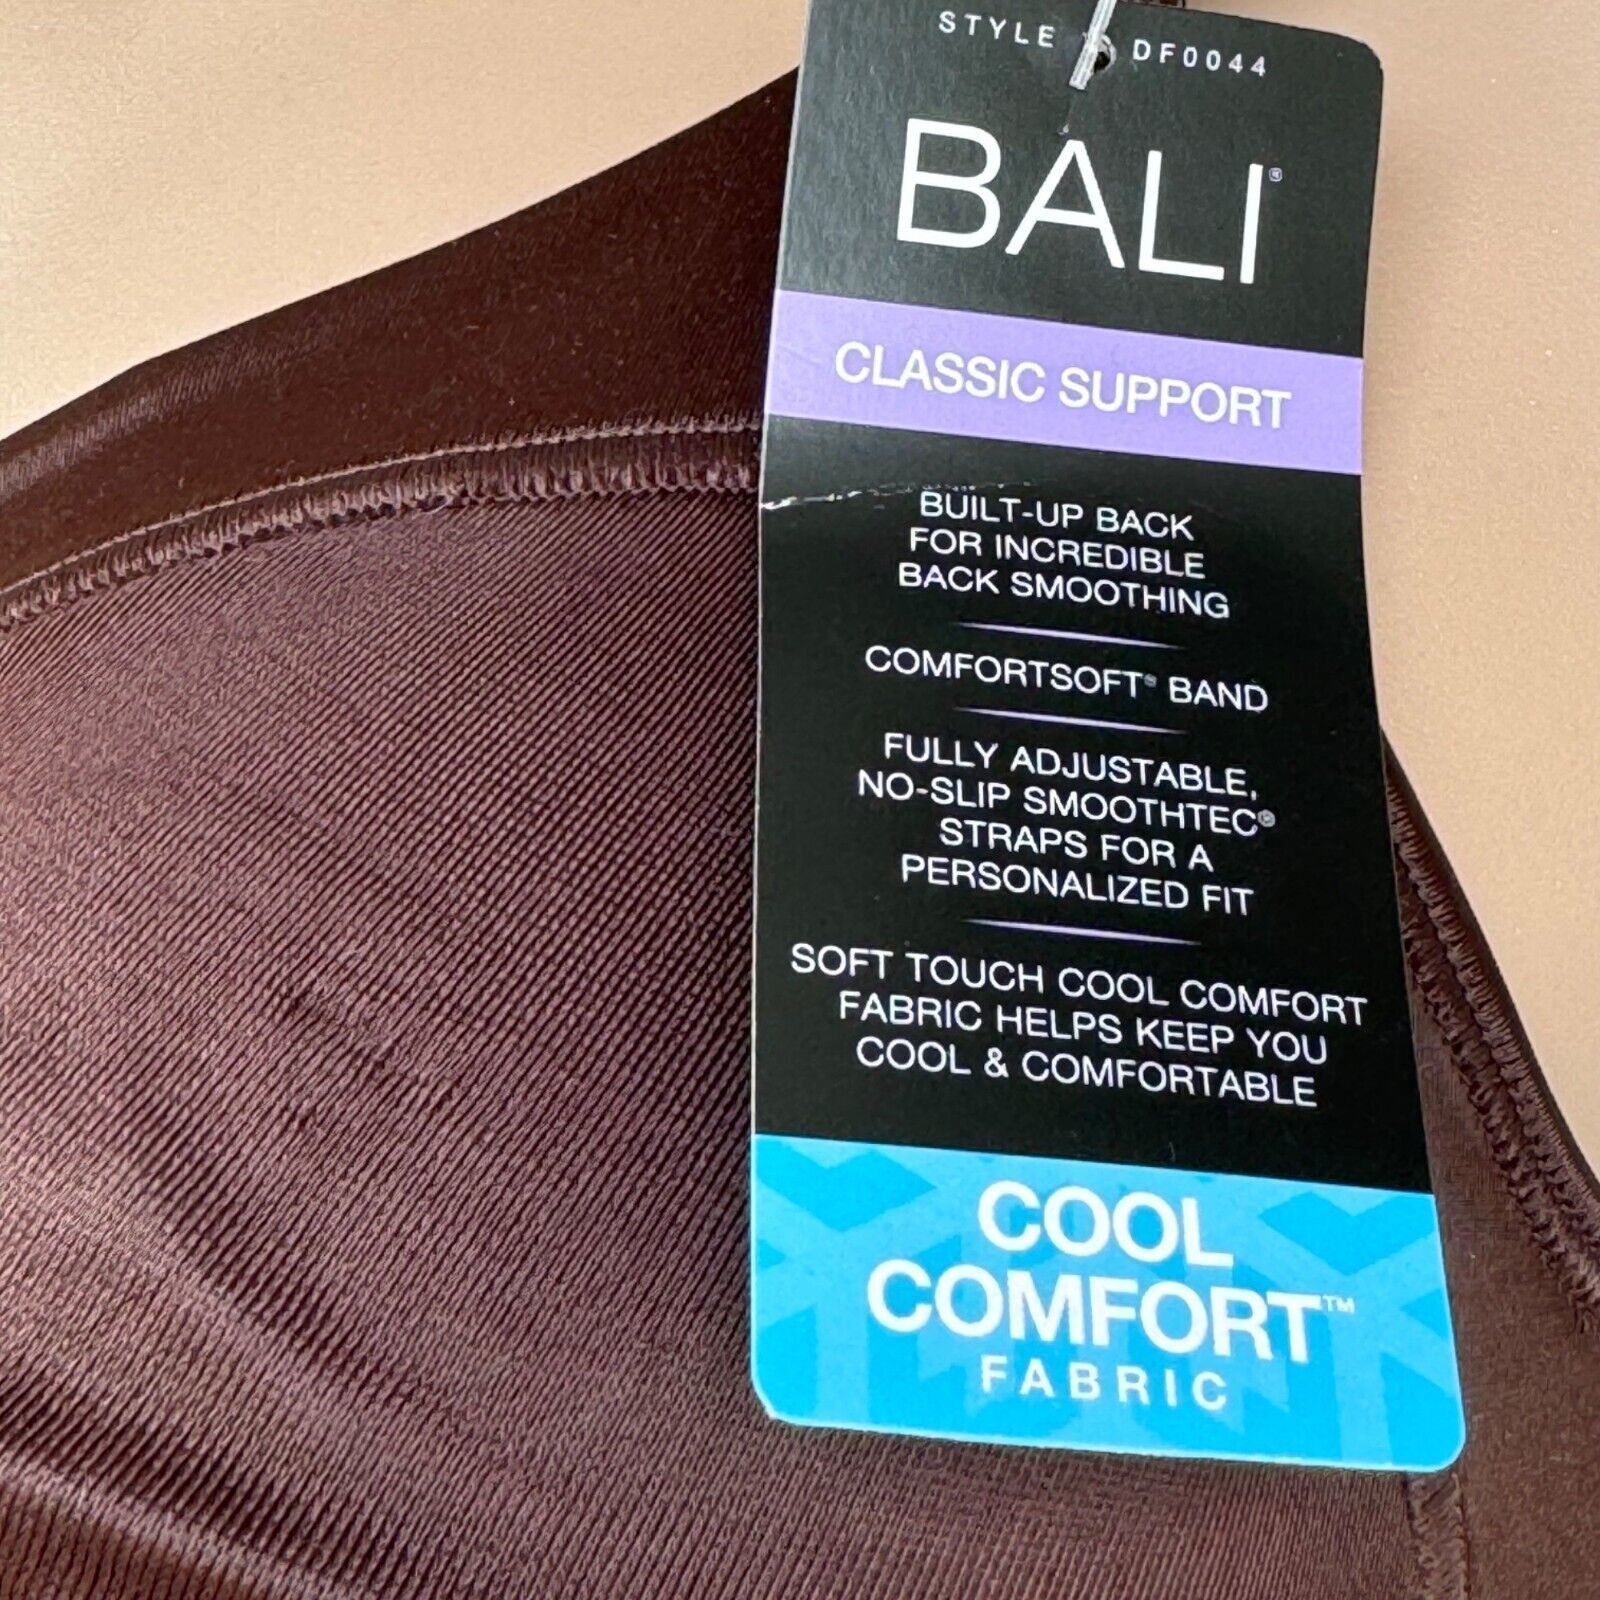 STYLE DF0044
BALI®
CLASSIC SUPPORT
BUILT-UP BACK
FOR INCREDIBLE
BACK SMOOTHING
COMFORTSOFT® BAND
FULLY ADJUSTABLE,
NO-SLIP SMOOTHTEC®
STRAPS FOR A
PERSONALIZED FIT
SOFT TOUCH COOL COMFORT
FABRIC HELPS KEEP YOU
COOL & COMFORTABLE
COOL
COMFORT™
FABRIC